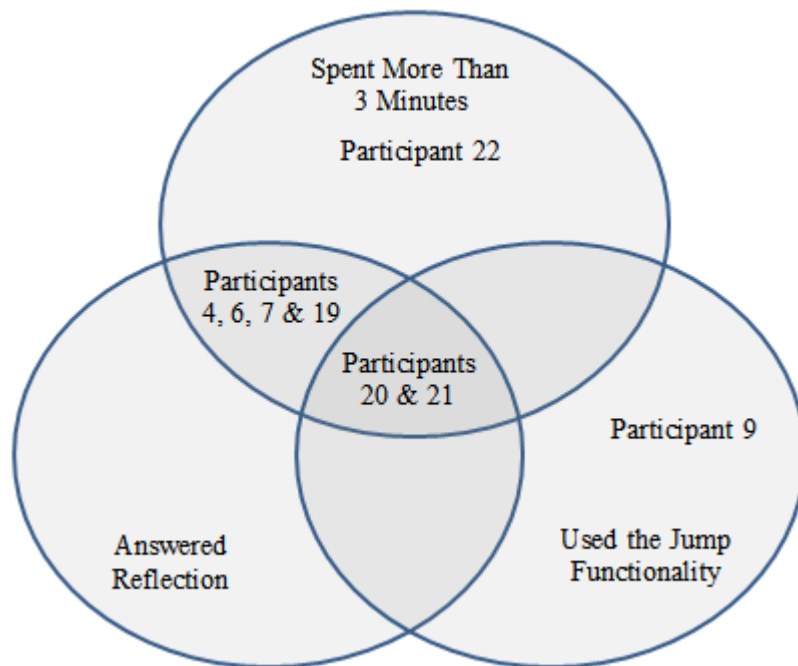 Spent More Than
3 Minutes
Participant 22
Participants
4, 6, 7 & 19
Participants
20 & 21
Participant 9
Answered
Reflection
Used the Jump
Functionality